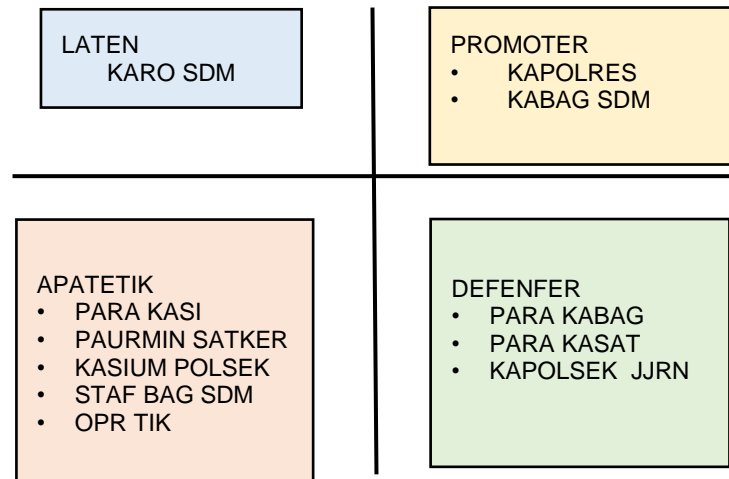 LATEN
KARO SDM
PROMOTER
• KAPOLRES
• KABAG SDM
APATETIK
• PARA KASI
• PAURMIN SATKER
• KASIUM POLSEK
• STAF BAG SDM
• OPR TIK
DEFENFER
• PARA KABAG
• PARA KASAT
• KAPOLSEK JJRN